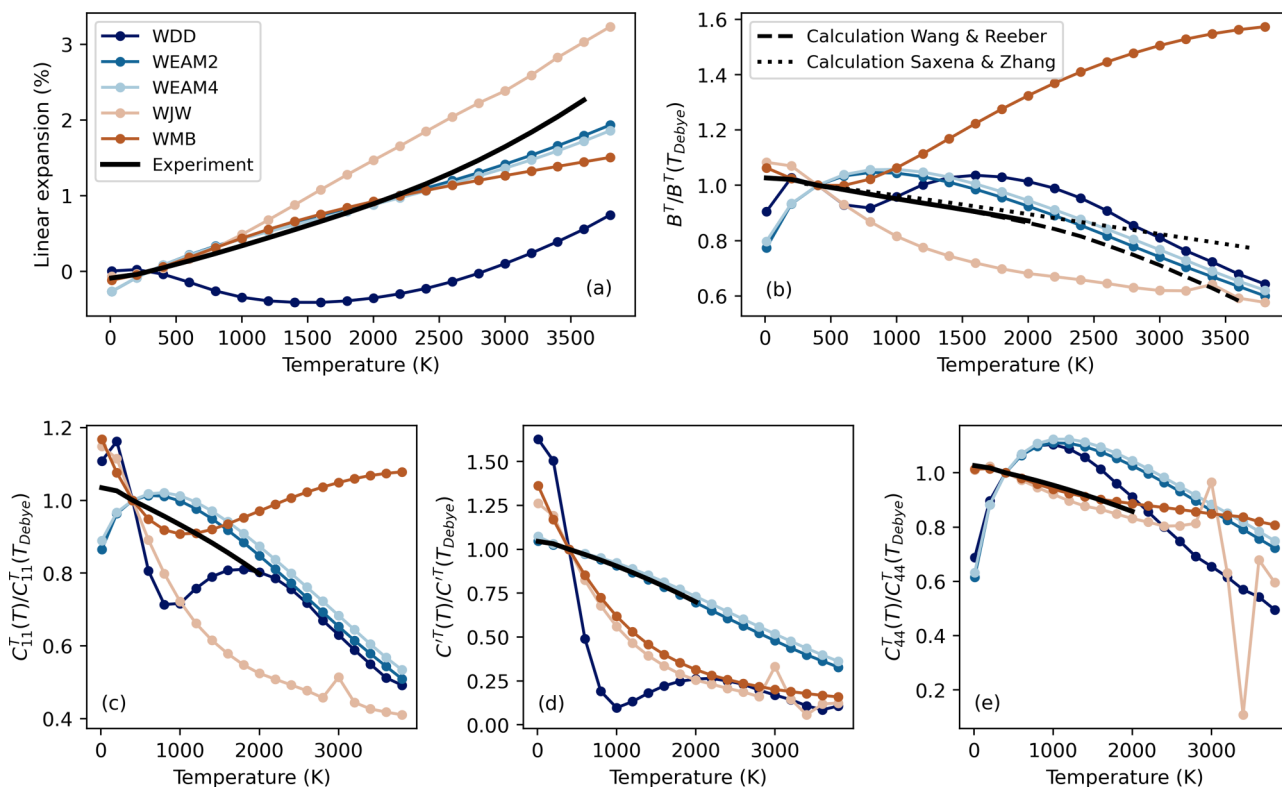 Linear expansion (%)
3
2
1
0
WDD
WEAM2
WEAM4
WJW
WMB
Experiment
(a)
0 500 1000 1500 2000 2500 3000 3500
Temperature (K)
B^T/B^T(T_Debye)
1.6
1.4
1.2
1.0
0.8
0.6
Calculation Wang & Reeber
Calculation Saxena & Zhang
(b)
0 500 1000 1500 2000 2500 3000 3500
Temperature (K)
C^T_11(T)/C^T_11(T_Debye)
1.2
1.0
0.8
0.6
0.4
(c)
0 1000 2000 3000
Temperature (K)
C'^T(T)/C'^T(T_Debye)
1.50
1.25
1.00
0.75
0.50
0.25
0.00
(d)
0 1000 2000 3000
Temperature (K)
C^T_44(T)/C^T_44(T_Debye)
1.0
0.8
0.6
0.4
0.2
(e)
0 1000 2000 3000
Temperature (K)